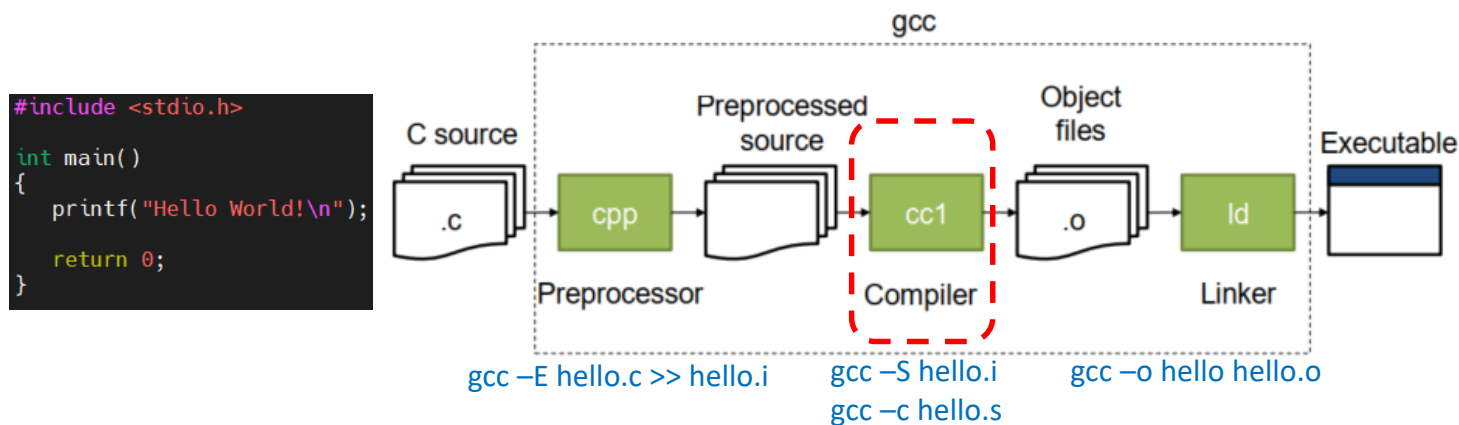 gcc
#include <stdio.h>
int main()
{
printf("Hello World!\n");
return 0;
}
C source
.c
cpp
Preprocessor
Preprocessed
source
cc1
Compiler
Object
files
.o
ld
Linker
Executable
gcc –E hello.c >> hello.i
gcc –S hello.i
gcc –c hello.s
gcc –o hello hello.o